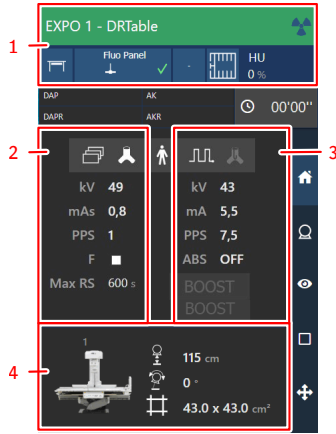 EXPO 1 - DRTable
1
Fluo Panel
HU
0 %
DAP AK
DAPR AKR
00'00''
2
3
kV 49
mAs 0,8
PPS 1
F
Max RS 600 s
kV 43
mA 5,5
PPS 7,5
ABS OFF
BOOST
BOOST
4
1
115 cm
0 °
43.0 x 43.0 cm²